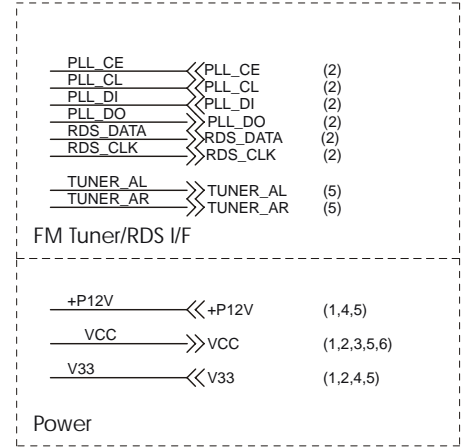 PLL_CE PLL_CE (2)
PLL_CL PLL_CL (2)
PLL_DI PLL_DI (2)
PLL_DO PLL_DO (2)
RDS_DATA RDS_DATA (2)
RDS_CLK RDS_CLK (2)
TUNER_AL TUNER_AL (5)
TUNER_AR TUNER_AR (5)
FM Tuner/RDS I/F
+P12V +P12V (1,4,5)
VCC VCC (1,2,3,5,6)
V33 V33 (1,2,4,5)
Power